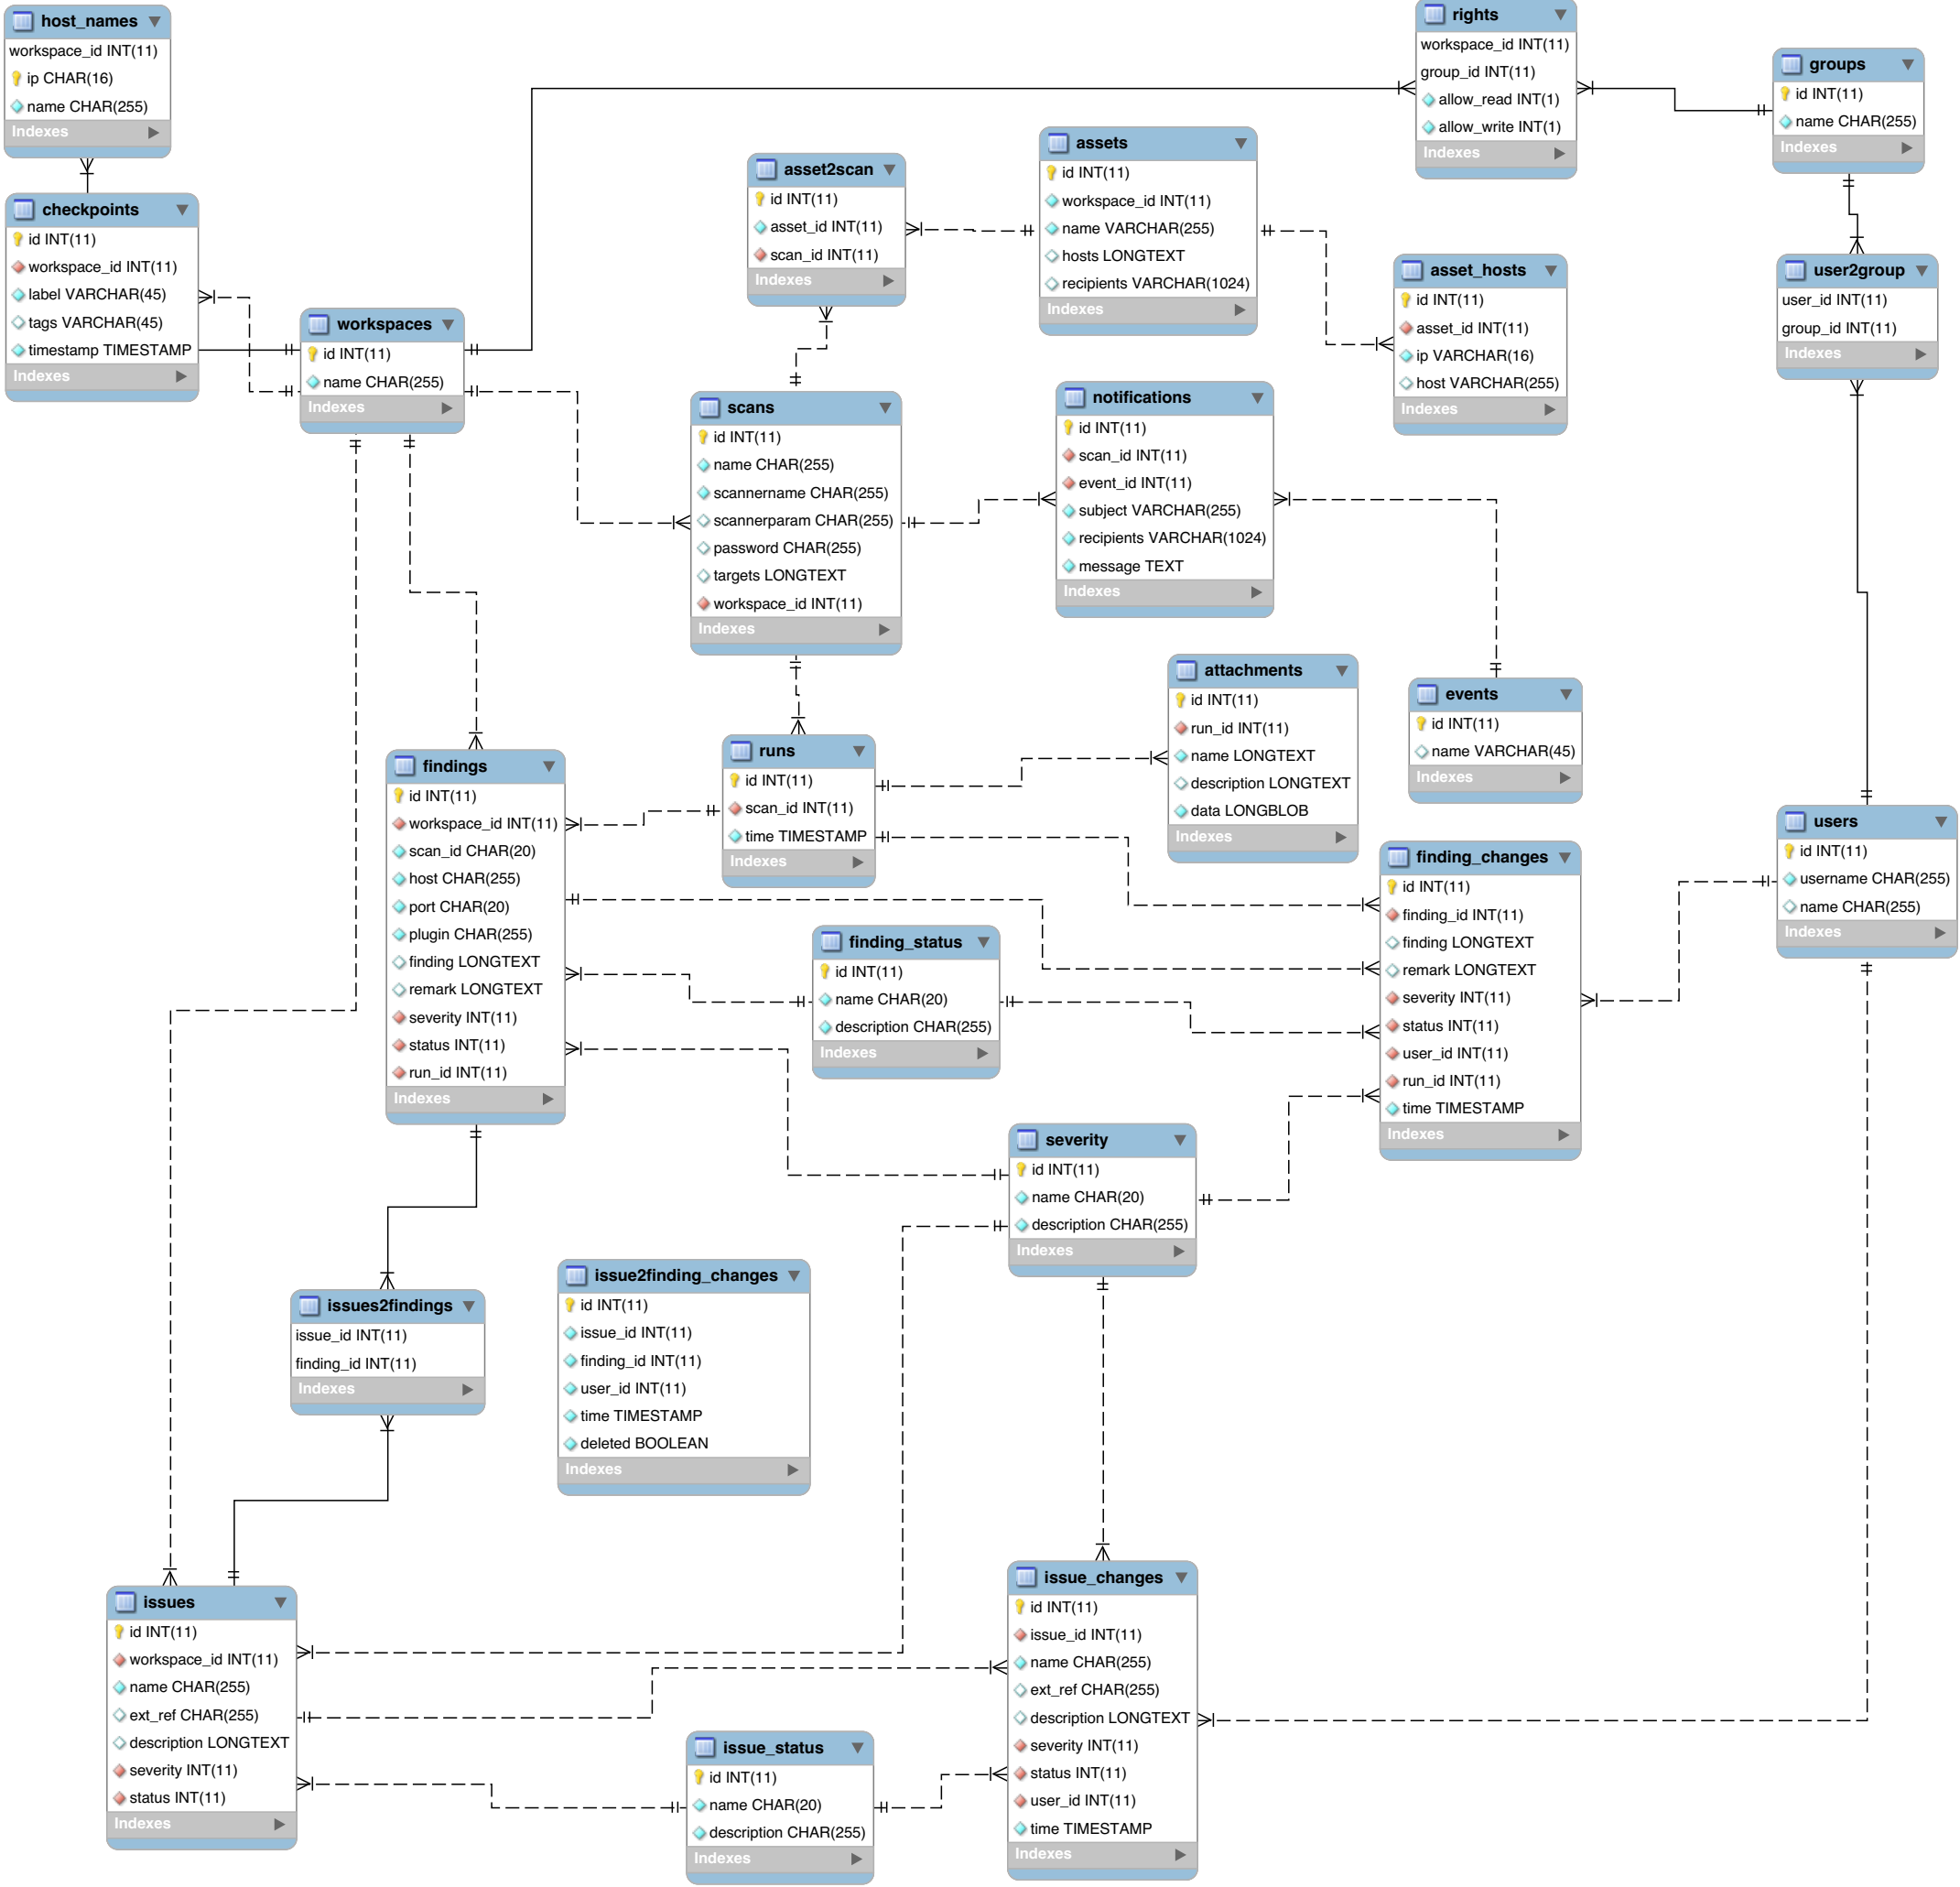 host_names
workspace_id INT(11)
ip CHAR(16)
name CHAR(255)
Indexes
checkpoints
id INT(11)
workspace_id INT(11)
label VARCHAR(45)
tags VARCHAR(45)
timestamp TIMESTAMP
Indexes
workspaces
id INT(11)
name CHAR(255)
Indexes
rights
workspace_id INT(11)
group_id INT(11)
allow_read INT(1)
allow_write INT(1)
Indexes
groups
id INT(11)
name CHAR(255)
Indexes
asset2scan
id INT(11)
asset_id INT(11)
scan_id INT(11)
Indexes
assets
id INT(11)
workspace_id INT(11)
name VARCHAR(255)
hosts LONGTEXT
recipients VARCHAR(1024)
Indexes
asset_hosts
id INT(11)
asset_id INT(11)
ip VARCHAR(16)
host VARCHAR(255)
Indexes
user2group
user_id INT(11)
group_id INT(11)
Indexes
scans
id INT(11)
name CHAR(255)
scannername CHAR(255)
scannerparam CHAR(255)
password CHAR(255)
targets LONGTEXT
workspace_id INT(11)
Indexes
notifications
id INT(11)
scan_id INT(11)
event_id INT(11)
subject VARCHAR(255)
recipients VARCHAR(1024)
message TEXT
Indexes
attachments
id INT(11)
run_id INT(11)
name LONGTEXT
description LONGTEXT
data LONGBLOB
Indexes
events
id INT(11)
name VARCHAR(45)
Indexes
findings
id INT(11)
workspace_id INT(11)
scan_id CHAR(20)
host CHAR(255)
port CHAR(20)
plugin CHAR(255)
finding LONGTEXT
remark LONGTEXT
severity INT(11)
status INT(11)
run_id INT(11)
Indexes
runs
id INT(11)
scan_id INT(11)
time TIMESTAMP
Indexes
finding_changes
id INT(11)
finding_id INT(11)
finding LONGTEXT
remark LONGTEXT
severity INT(11)
status INT(11)
user_id INT(11)
run_id INT(11)
time TIMESTAMP
Indexes
users
id INT(11)
username CHAR(255)
name CHAR(255)
Indexes
finding_status
id INT(11)
name CHAR(20)
description CHAR(255)
Indexes
severity
id INT(11)
name CHAR(20)
description CHAR(255)
Indexes
issues2findings
issue_id INT(11)
finding_id INT(11)
Indexes
issue2finding_changes
id INT(11)
issue_id INT(11)
finding_id INT(11)
user_id INT(11)
time TIMESTAMP
deleted BOOLEAN
Indexes
issues
id INT(11)
workspace_id INT(11)
name CHAR(255)
ext_ref CHAR(255)
description LONGTEXT
severity INT(11)
status INT(11)
Indexes
issue_status
id INT(11)
name CHAR(20)
description CHAR(255)
Indexes
issue_changes
id INT(11)
issue_id INT(11)
name CHAR(255)
ext_ref CHAR(255)
description LONGTEXT
severity INT(11)
status INT(11)
user_id INT(11)
time TIMESTAMP
Indexes